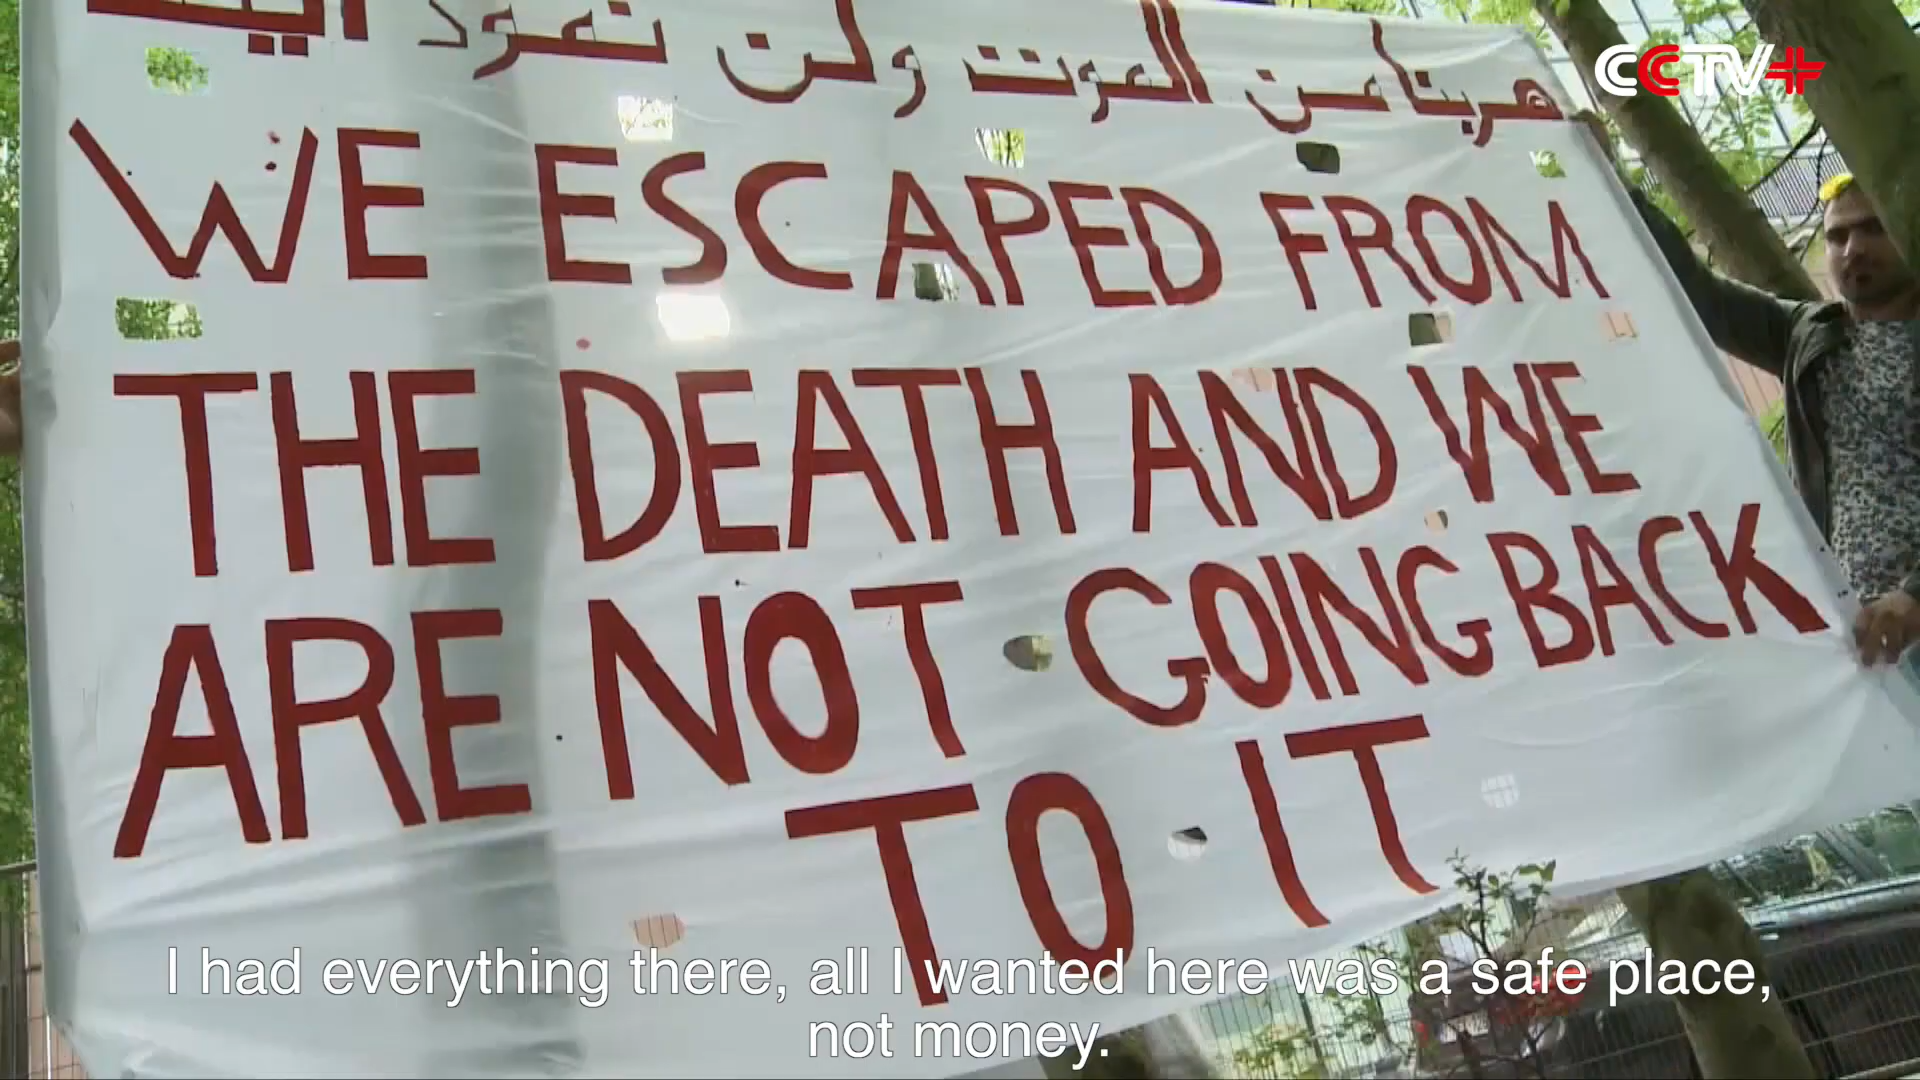 هربنا من الموت ولن نعود اليه
CCTV+
WE ESCAPED FROM
THE DEATH AND WE
ARE NOT GOING BACK
TO IT
I had everything there, all I wanted here was a safe place,
not money.